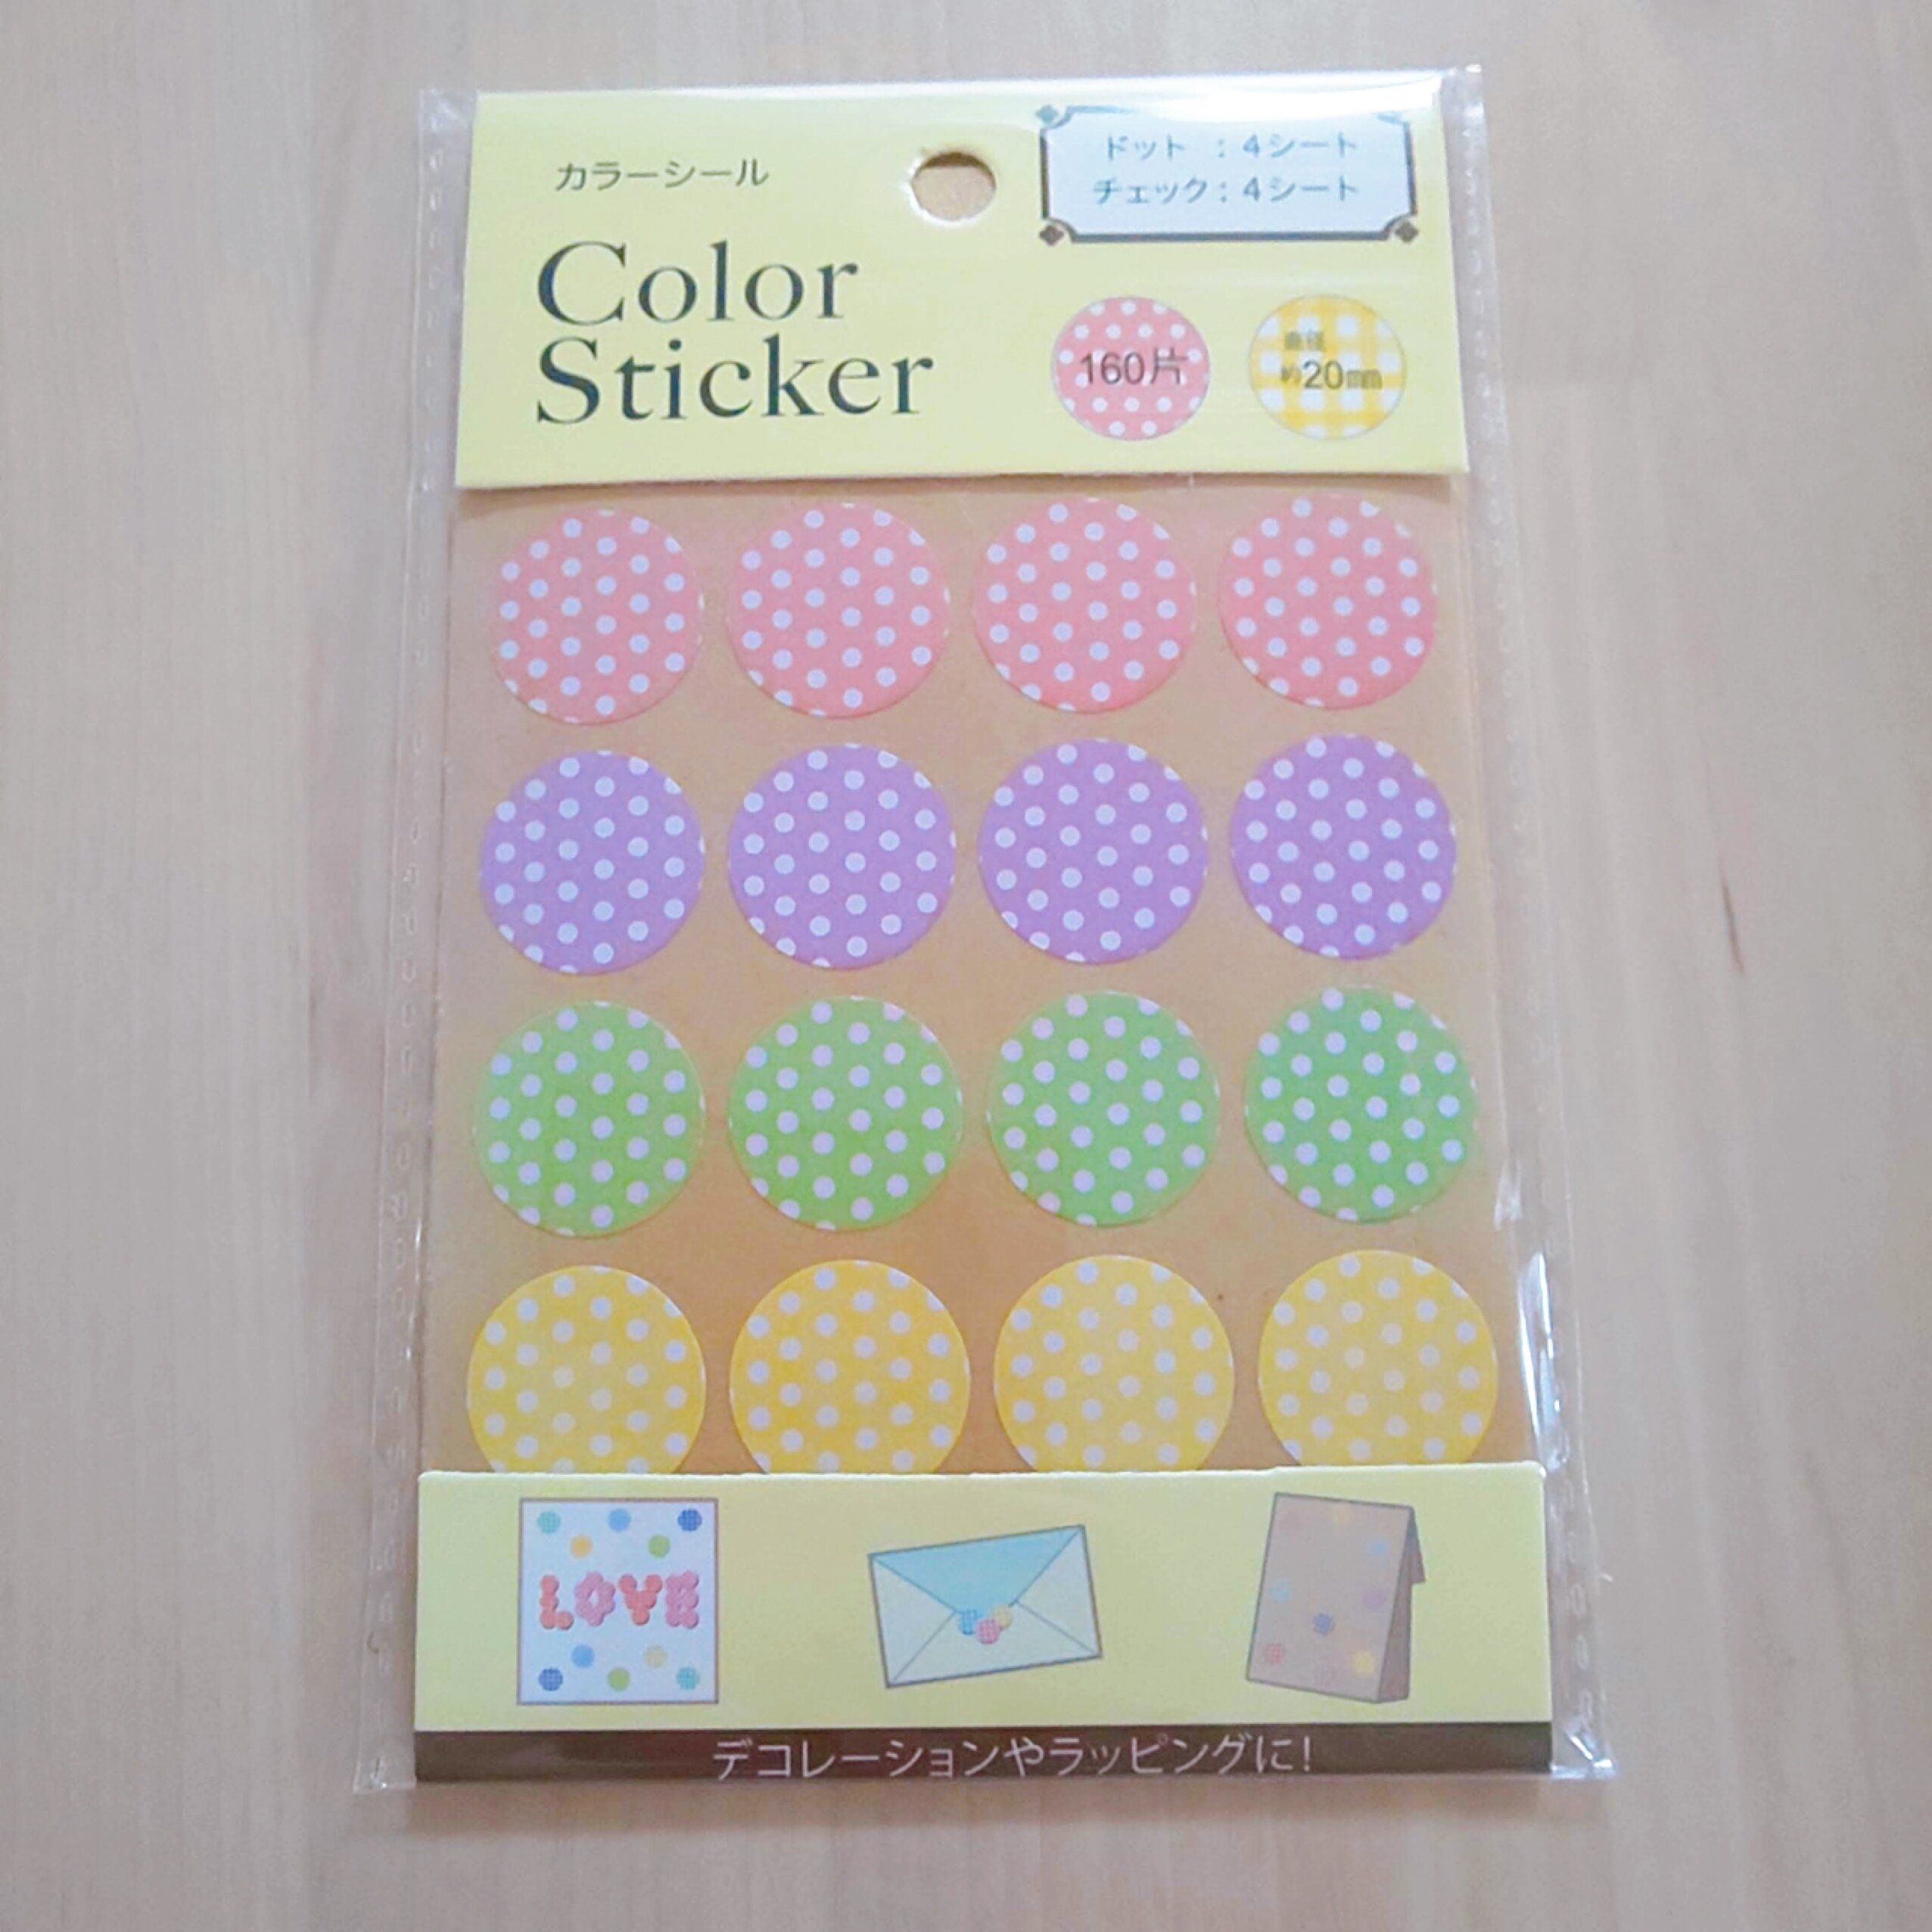 カラーシール
Color
Sticker
ドット : 4シート
チェック : 4シート
160片
直径
約20mm
LOVE
デコレーションやラッピングに!